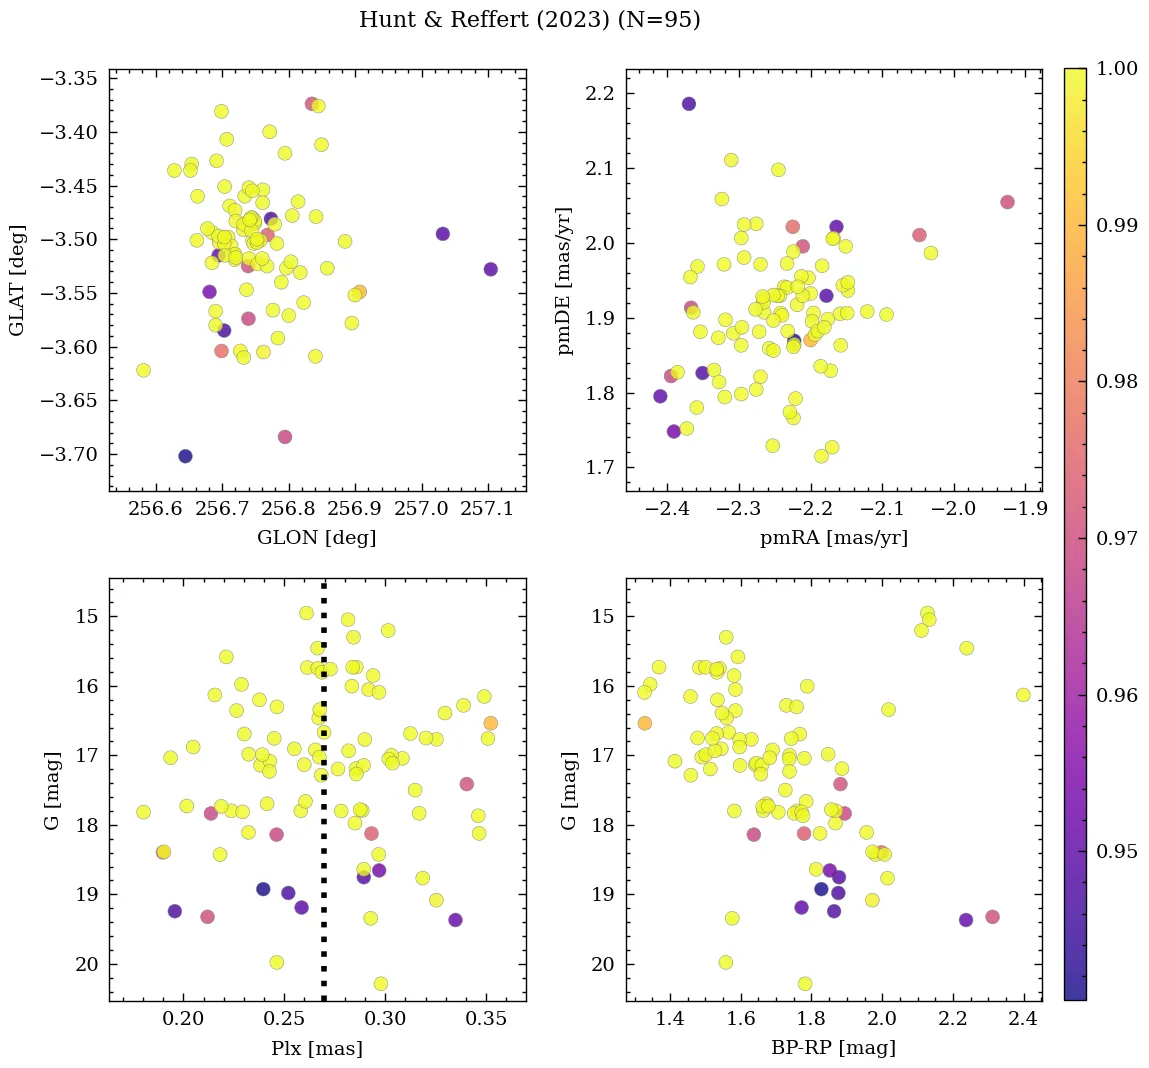 Hunt & Reffert (2023) (N=95)
−3.35
−3.40
−3.45
−3.50
−3.55
−3.60
−3.65
−3.70
GLAT [deg]
256.6 256.7 256.8 256.9 257.0 257.1
GLON [deg]
2.2
2.1
2.0
1.9
1.8
1.7
pmDE [mas/yr]
−2.4 −2.3 −2.2 −2.1 −2.0 −1.9
pmRA [mas/yr]
15
16
17
18
19
20
G [mag]
0.20 0.25 0.30 0.35
Plx [mas]
15
16
17
18
19
20
G [mag]
1.4 1.6 1.8 2.0 2.2 2.4
BP-RP [mag]
1.00
0.99
0.98
0.97
0.96
0.95